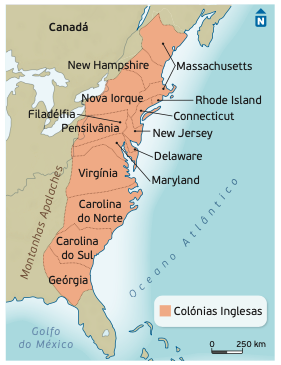 Canadá
N
New Hampshire
Massachusetts
Nova Iorque
Rhode Island
Filadélfia
Connecticut
Pensilvânia
New Jersey
Delaware
Virgínia
Maryland
Montanhas Apalaches
Carolina
do Norte
Oceano Atlântico
Carolina
do Sul
Geórgia
Colónias Inglesas
Golfo
do México
0 250 km